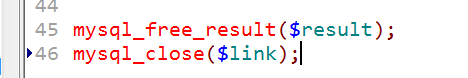 44
45 mysql_free_result($result);
46 mysql_close($link);